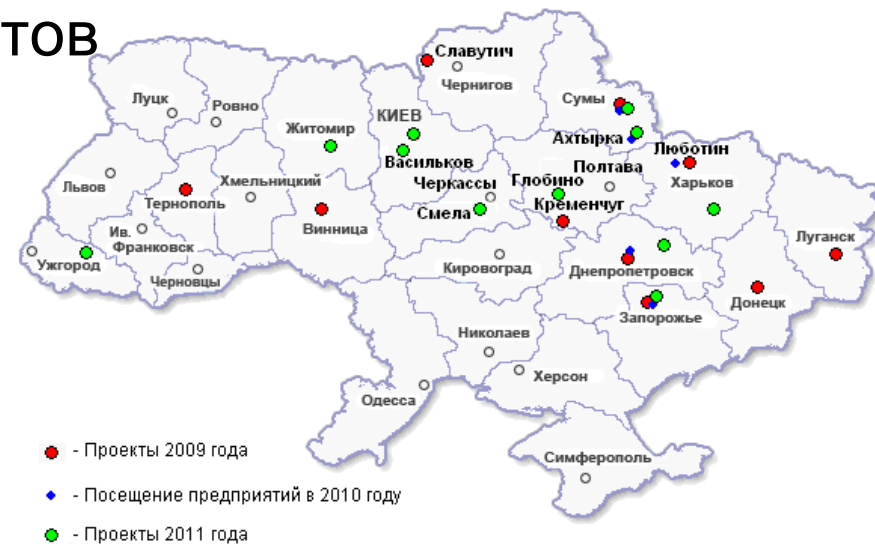 тов
Славутич
Чернигов
Луцк
Ровно
КИЕВ
Сумы
Житомир
Ахтырка
Люботин
Васильков
Полтава
Харьков
Львов
Хмельницкий
Черкассы
Глобино
Тернополь
Кременчуг
Смела
Винница
Ив.
Франковск
Луганск
Ужгород
Кировоград
Днепропетровск
Черновцы
Донецк
Запорожье
Николаев
Херсон
Одесса
Симферополь
- Проекты 2009 года
- Посещение предприятий в 2010 году
- Проекты 2011 года